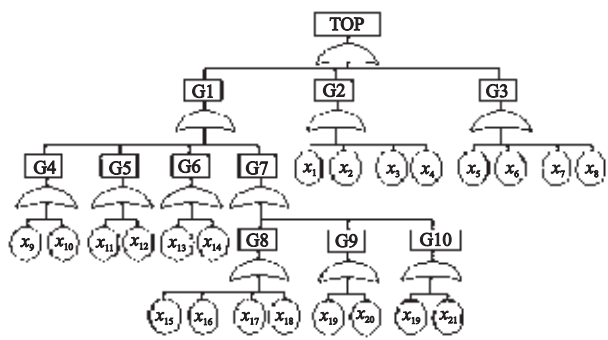 TOP
G1 G2 G3
G4 G5 G6 G7 x₁ x₂ x₃ x₄ x₅ x₆ x₇ x₈
x₉ x₁₀ x₁₁ x₁₂ x₁₃ x₁₄ G8 G9 G10
x₁₅ x₁₆ x₁₇ x₁₈ x₁₉ x₂₀ x₁₉ x₂₁